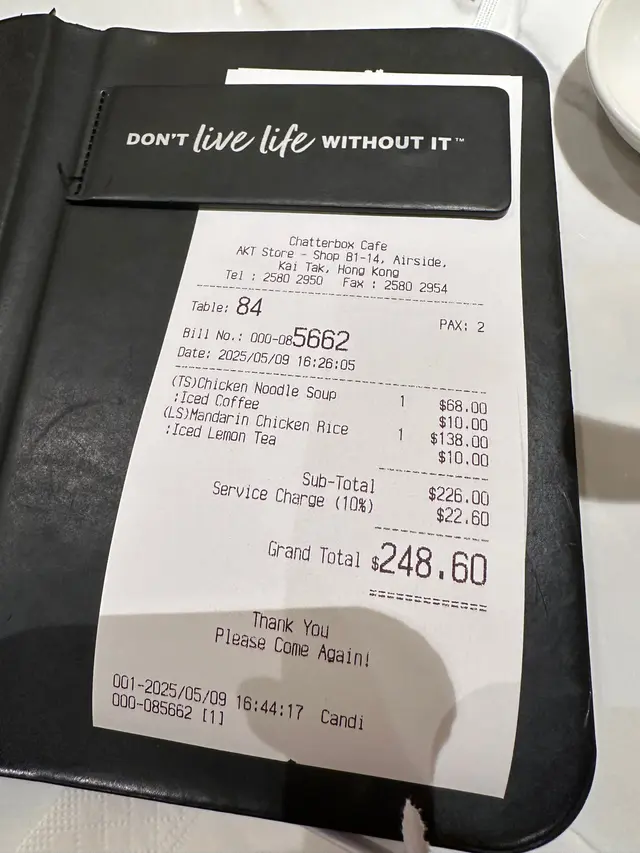 DON'T live life WITHOUT IT™
Chatterbox Cafe
AKT Store - Shop B1-14, Airside,
Kai Tak, Hong Kong
Tel : 2580 2950 Fax : 2580 2954
Table: 84 PAX: 2
Bill No.: 000-085662
Date: 2025/05/09 16:26:05
(TS)Chicken Noodle Soup 1 $68.00
:Iced Coffee $10.00
(LS)Mandarin Chicken Rice 1 $138.00
:Iced Lemon Tea $10.00
Sub-Total $226.00
Service Charge (10%) $22.60
Grand Total $248.60
Thank You
Please Come Again!
001-2025/05/09 16:44:17 Candi
000-085662 [1]